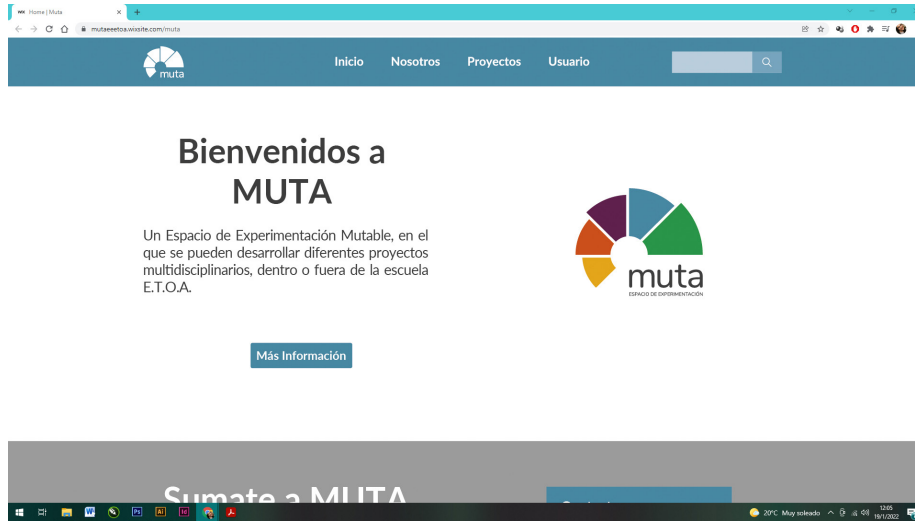 WIX Home | Muta
mutaeeetoa.wixsite.com/muta
muta
Inicio Nosotros Proyectos Usuario
Bienvenidos a
MUTA
Un Espacio de Experimentación Mutable, en el
que se pueden desarrollar diferentes proyectos
multidisciplinarios, dentro o fuera de la escuela
E.T.O.A.
Más Información
muta
ESPACIO DE EXPERIMENTACIÓN
Sumate a MUTA
20°C Muy soleado
12:05
19/1/2022